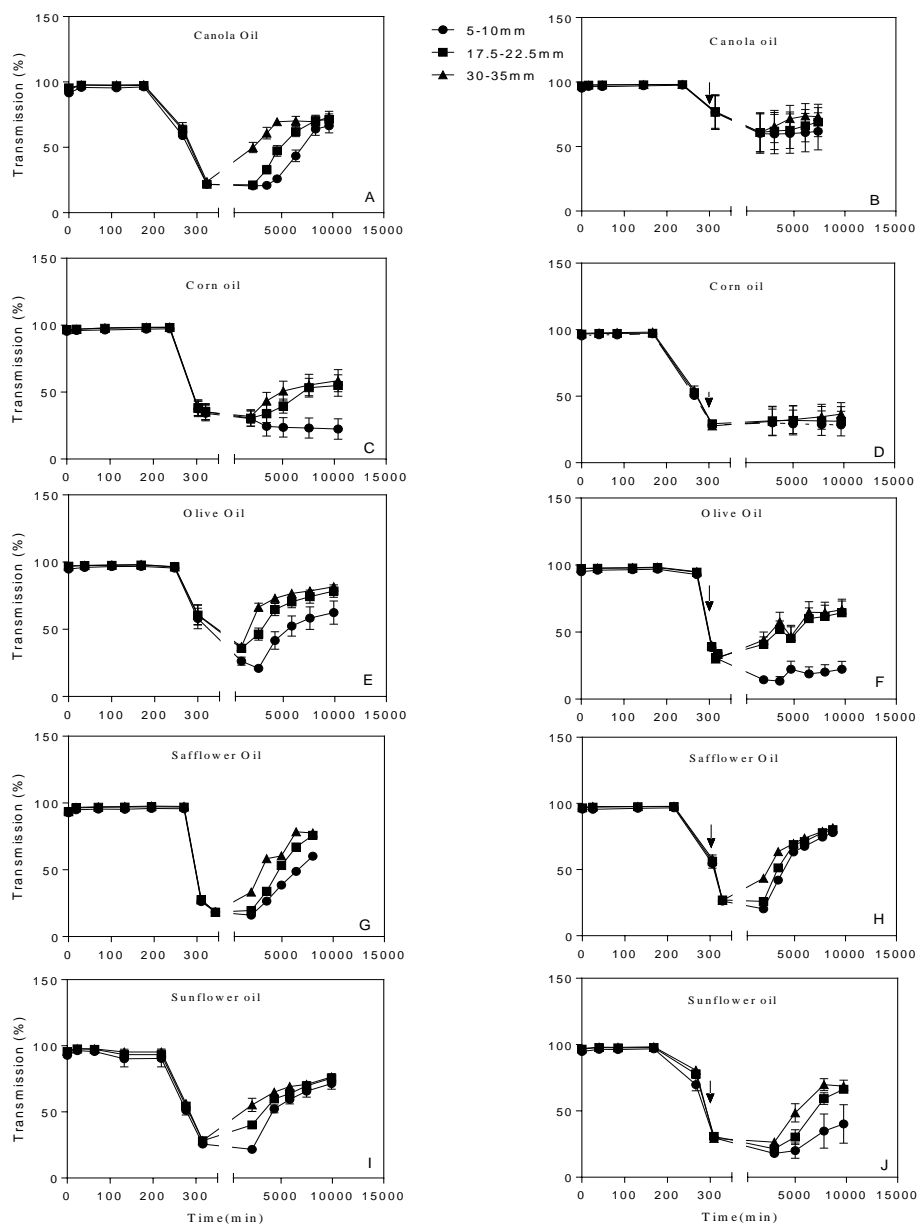 150
100
50
0
Transmission (%)
Canola Oil
A
0 100 200 300 5000 10000 15000
5-10mm
17.5-22.5mm
30-35mm
150
100
50
0
Canola oil
B
0 100 200 300 5000 10000 15000
150
100
50
0
Transmission (%)
Corn oil
C
0 100 200 300 5000 10000 15000
150
100
50
0
Corn oil
D
0 100 200 300 5000 10000 15000
150
100
50
0
Transmission (%)
Olive Oil
E
0 100 200 300 5000 10000 15000
150
100
50
0
Olive Oil
F
0 100 200 300 5000 10000 15000
150
100
50
0
Transmission (%)
Safflower Oil
G
0 100 200 300 5000 10000 15000
150
100
50
0
Safflower Oil
H
0 100 200 300 5000 10000 15000
150
100
50
0
Transmission (%)
Sunflower oil
I
0 100 200 300 5000 10000 15000
Time(min)
150
100
50
0
Sunflower oil
J
0 100 200 300 5000 10000 15000
Time(min)